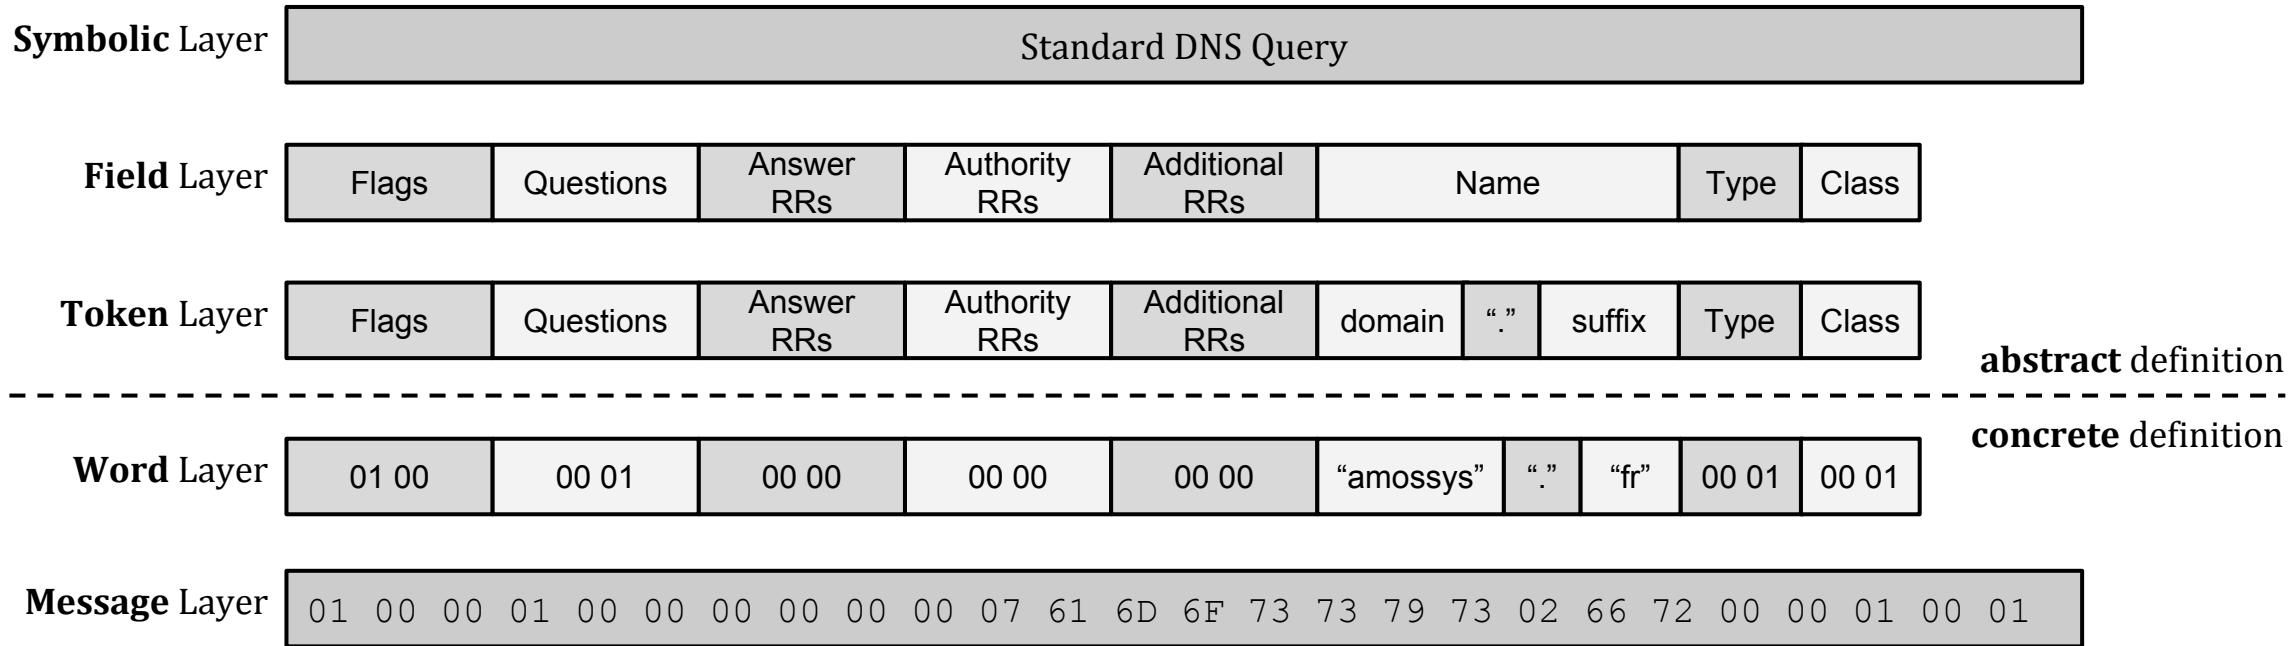 Symbolic Layer
Standard DNS Query
Field Layer
Flags
Questions
Answer
RRs
Authority
RRs
Additional
RRs
Name
Type
Class
Token Layer
Flags
Questions
Answer
RRs
Authority
RRs
Additional
RRs
domain
“.”
suffix
Type
Class
abstract definition
concrete definition
Word Layer
01 00
00 01
00 00
00 00
00 00
“amossys”
“.”
“fr”
00 01
00 01
Message Layer
01 00 00 01 00 00 00 00 00 00 07 61 6D 6F 73 73 79 73 02 66 72 00 00 01 00 01